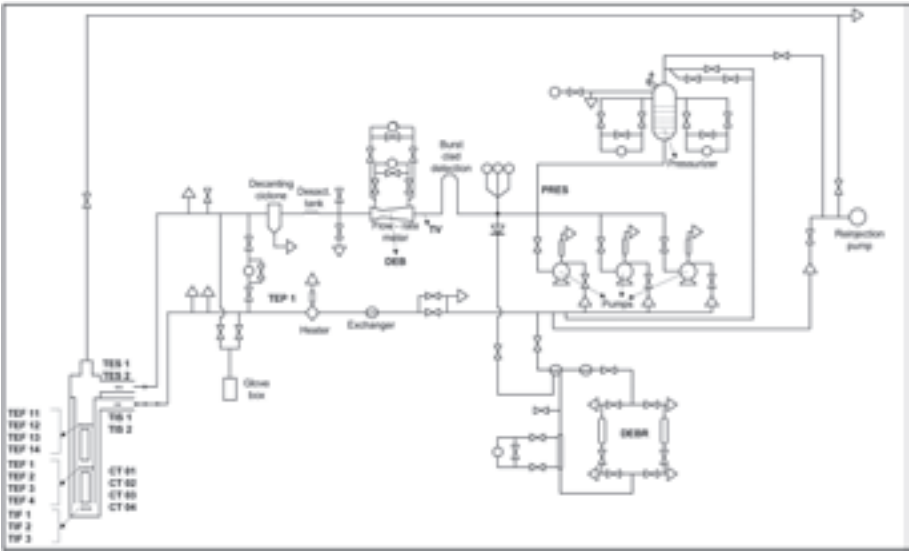 Pressurizer
Burst
clad
detection
Decanting
ciclone
Desact.
tank
PRES
Flow - rate
meter
TV
DEB
Reinjection
pump
TEP 1
Pumps
Heater
Exchanger
Glove
box
TES 1
TES 2
TIS 1
TIS 2
TEF 11
TEF 12
TEF 13
TEF 14
TEF 1
TEF 2
TEF 3
TEF 4
CT 01
CT 02
CT 03
CT 04
TIF 1
TIF 2
TIF 3
DEBR